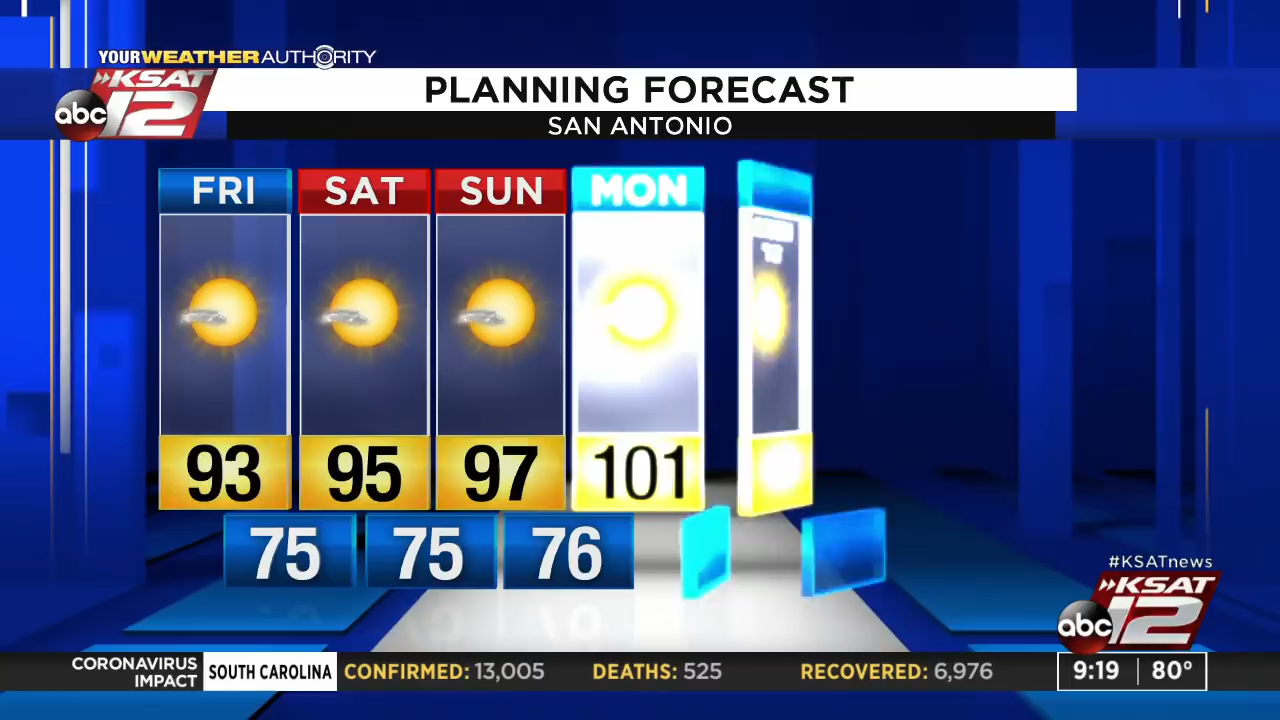 YOUR WEATHER AUTHORITY
KSAT
abc 12
PLANNING FORECAST
SAN ANTONIO
FRI SAT SUN MON
93 95 97 101
75 75 76
#KSATnews
KSAT
abc 12
CORONAVIRUS IMPACT SOUTH CAROLINA CONFIRMED: 13,005 DEATHS: 525 RECOVERED: 6,976 9:19 80°